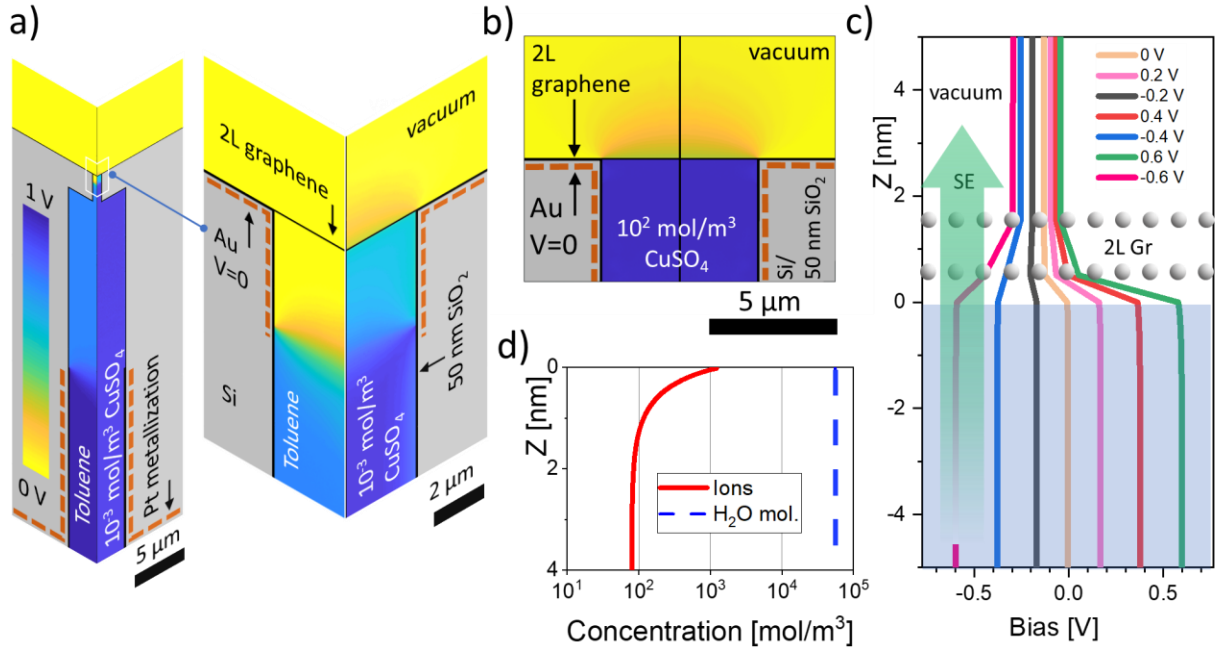 a)
1 V
0 V
Toluene
10⁻³ mol/m³ CuSO₄
Pt metallization
5 µm
2L graphene
vacuum
Au
V=0
Si
Toluene
10⁻³ mol/m³
CuSO₄
50 nm SiO₂
2 µm
b)
2L
graphene
vacuum
Au
V=0
10² mol/m³
CuSO₄
Si/
50 nm SiO₂
5 µm
d)
0
2
4
Z [nm]
Ions
H₂O mol.
10¹ 10² 10³ 10⁴ 10⁵
Concentration [mol/m³]
c)
0 V
0.2 V
-0.2 V
0.4 V
-0.4 V
0.6 V
-0.6 V
vacuum
SE
2L Gr
4
2
0
-2
-4
Z [nm]
-0.5 0.0 0.5
Bias [V]